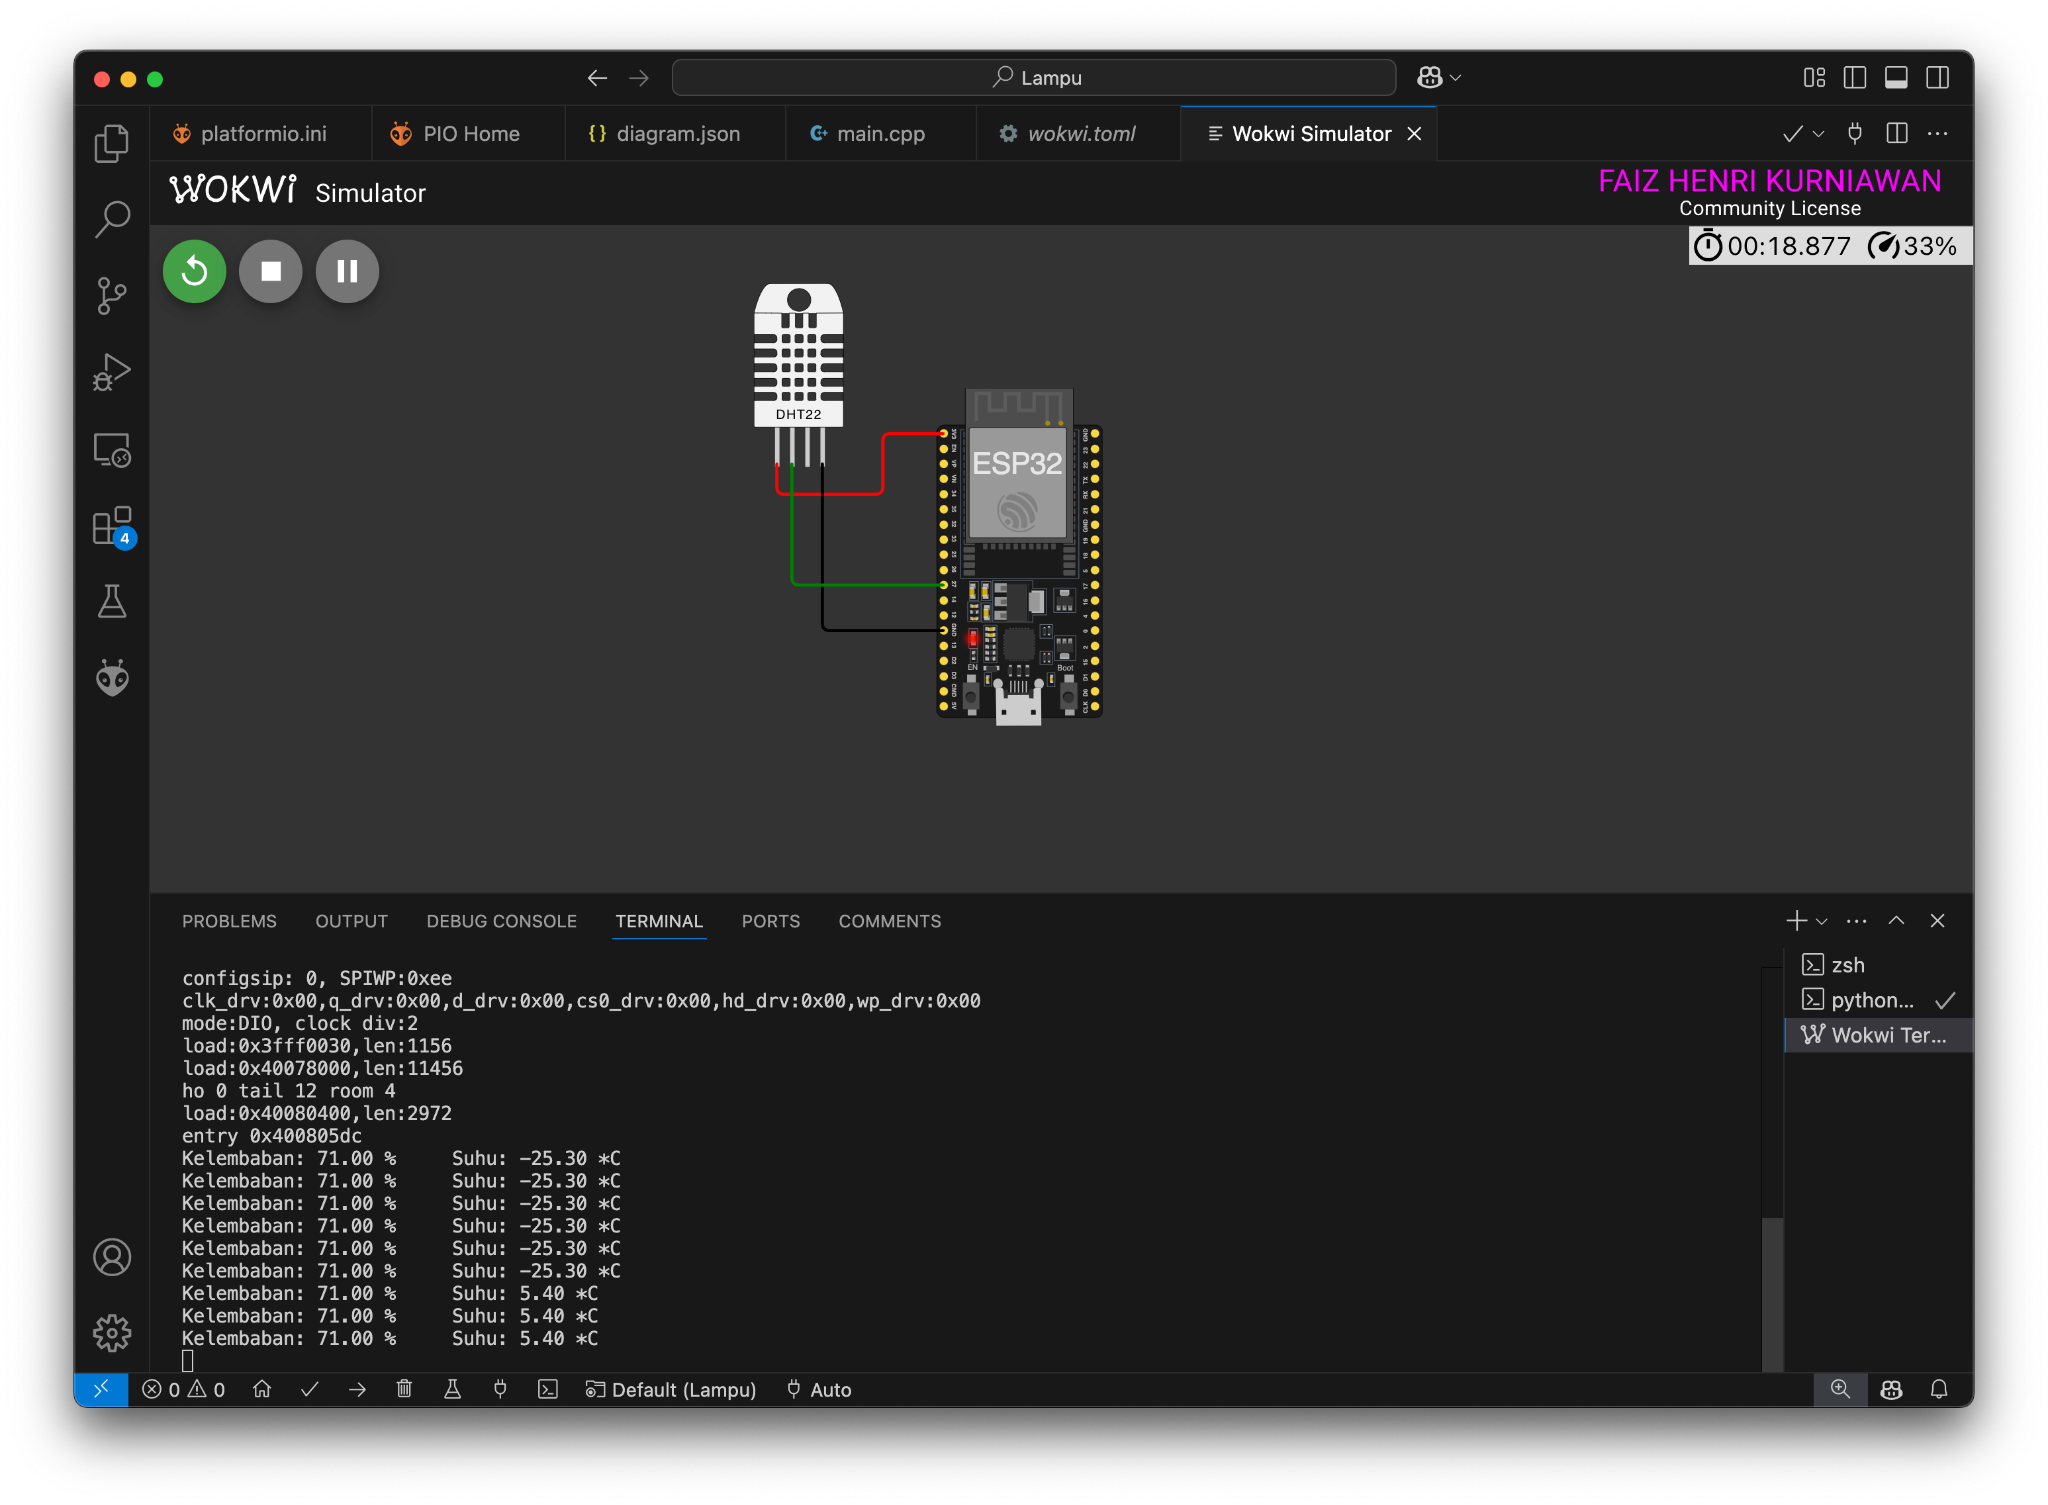 Lampu
platformio.ini
PIO Home
{} diagram.json
main.cpp
wokwi.toml
Wokwi Simulator
WOKWi Simulator
FAIZ HENRI KURNIAWAN
Community License
00:18.877 33%
4
DHT22
ESP32
EN
Boot
PROBLEMS OUTPUT DEBUG CONSOLE TERMINAL PORTS COMMENTS
configsip: 0, SPIWP:0xee
clk_drv:0x00,q_drv:0x00,d_drv:0x00,cs0_drv:0x00,hd_drv:0x00,wp_drv:0x00
mode:DIO, clock div:2
load:0x3fff0030,len:1156
load:0x40078000,len:11456
ho 0 tail 12 room 4
load:0x40080400,len:2972
entry 0x400805dc
Kelembaban: 71.00 % Suhu: -25.30 *C
Kelembaban: 71.00 % Suhu: -25.30 *C
Kelembaban: 71.00 % Suhu: -25.30 *C
Kelembaban: 71.00 % Suhu: -25.30 *C
Kelembaban: 71.00 % Suhu: -25.30 *C
Kelembaban: 71.00 % Suhu: -25.30 *C
Kelembaban: 71.00 % Suhu: 5.40 *C
Kelembaban: 71.00 % Suhu: 5.40 *C
Kelembaban: 71.00 % Suhu: 5.40 *C
zsh
python...
Wokwi Ter...
0 0 Default (Lampu) Auto